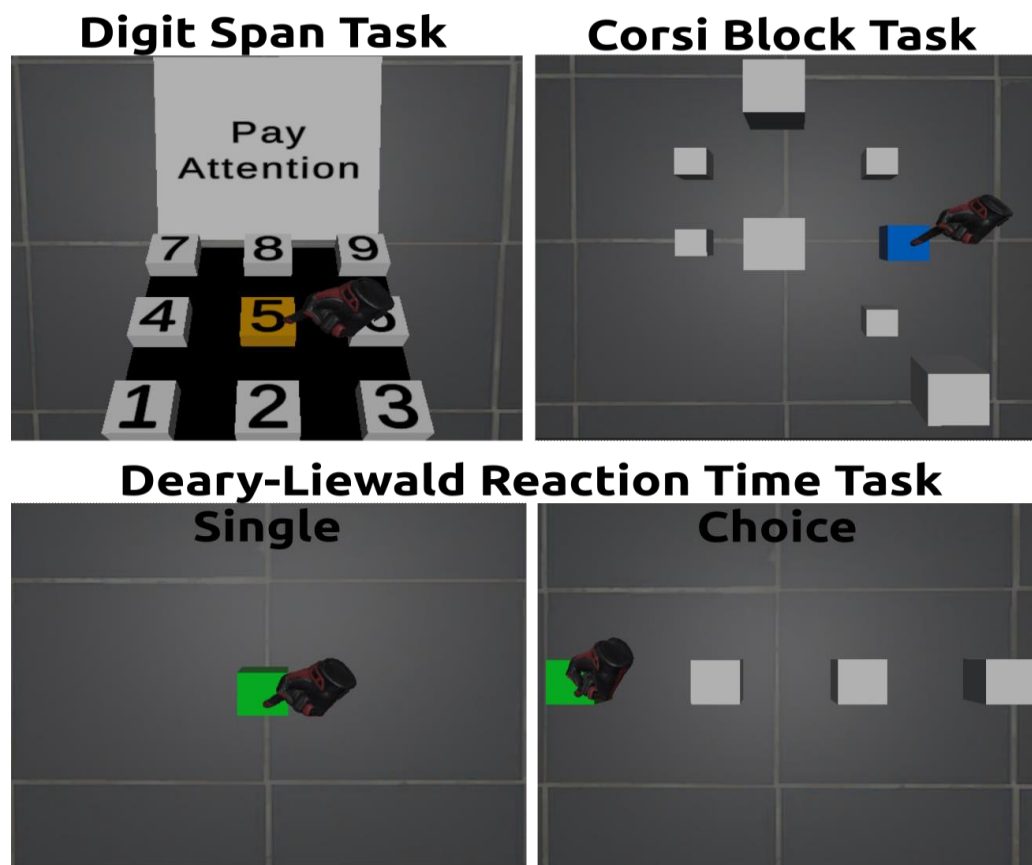 Digit Span Task
Corsi Block Task
Pay
Attention
7 8 9
4 5 6
1 2 3
Deary-Liewald Reaction Time Task
Single
Choice